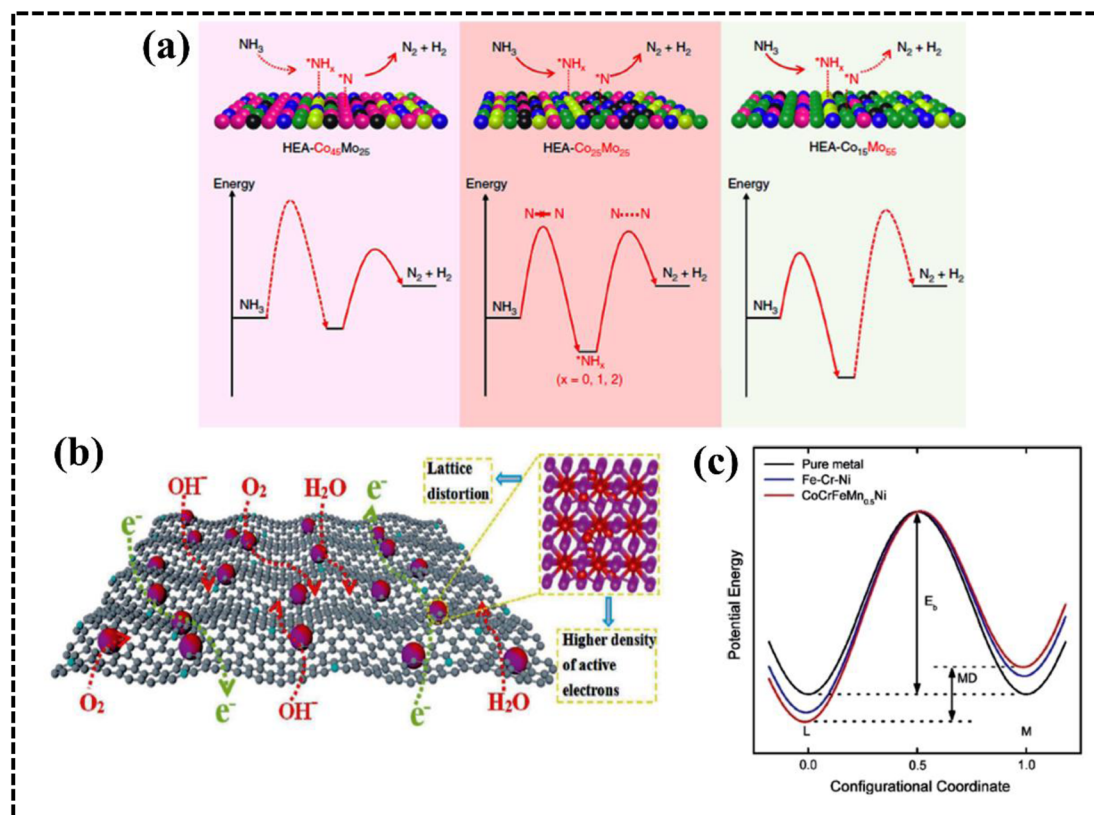 (a)
NH₃
*NHₓ
*N
N₂ + H₂
HEA-Co₄₅Mo₂₅
NH₃
*NHₓ
*N
N₂ + H₂
HEA-Co₂₅Mo₂₅
NH₃
*NHₓ
*N
N₂ + H₂
HEA-Co₁₅Mo₅₅
Energy
NH₃
N₂ + H₂
Energy
N N
N N
NH₃
N₂ + H₂
*NHₓ
(x = 0, 1, 2)
Energy
NH₃
N₂ + H₂
(b)
OH⁻
O₂
H₂O
e⁻
e⁻
Lattice
distortion
Higher density
of active
electrons
O₂
e⁻
OH⁻
e⁻
H₂O
(c)
Pure metal
Fe-Cr-Ni
CoCrFeMn₀.₅Ni
Potential Energy
E_b
MD
L
M
0.0
0.5
1.0
Configurational Coordinate